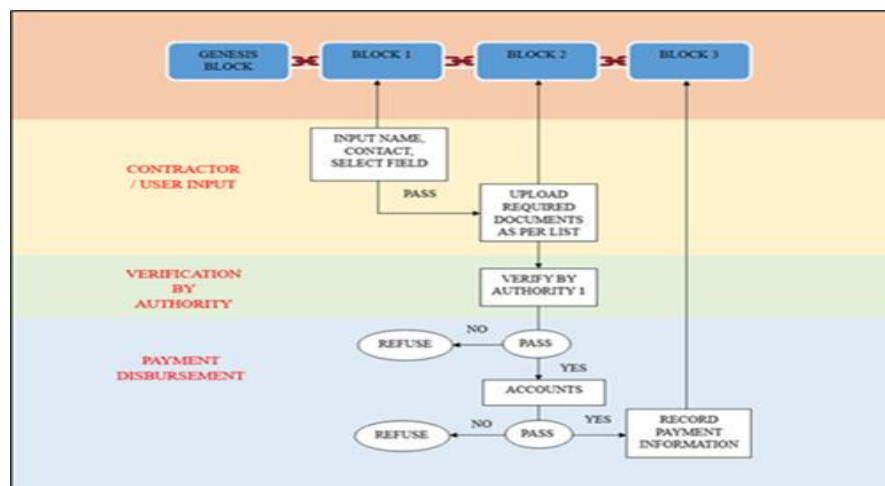 GENESIS
BLOCK
BLOCK 1
BLOCK 2
BLOCK 3
INPUT NAME,
CONTACT,
SELECT FIELD
CONTRACTOR
/ USER INPUT
PASS
UPLOAD
REQUIRED
DOCUMENTS
AS PER LIST
VERIFICATION
BY
AUTHORITY
VERIFY BY
AUTHORITY 1
PAYMENT
DISBURSEMENT
REFUSE
NO
PASS
YES
ACCOUNTS
REFUSE
NO
PASS
YES
RECORD
PAYMENT
INFORMATION